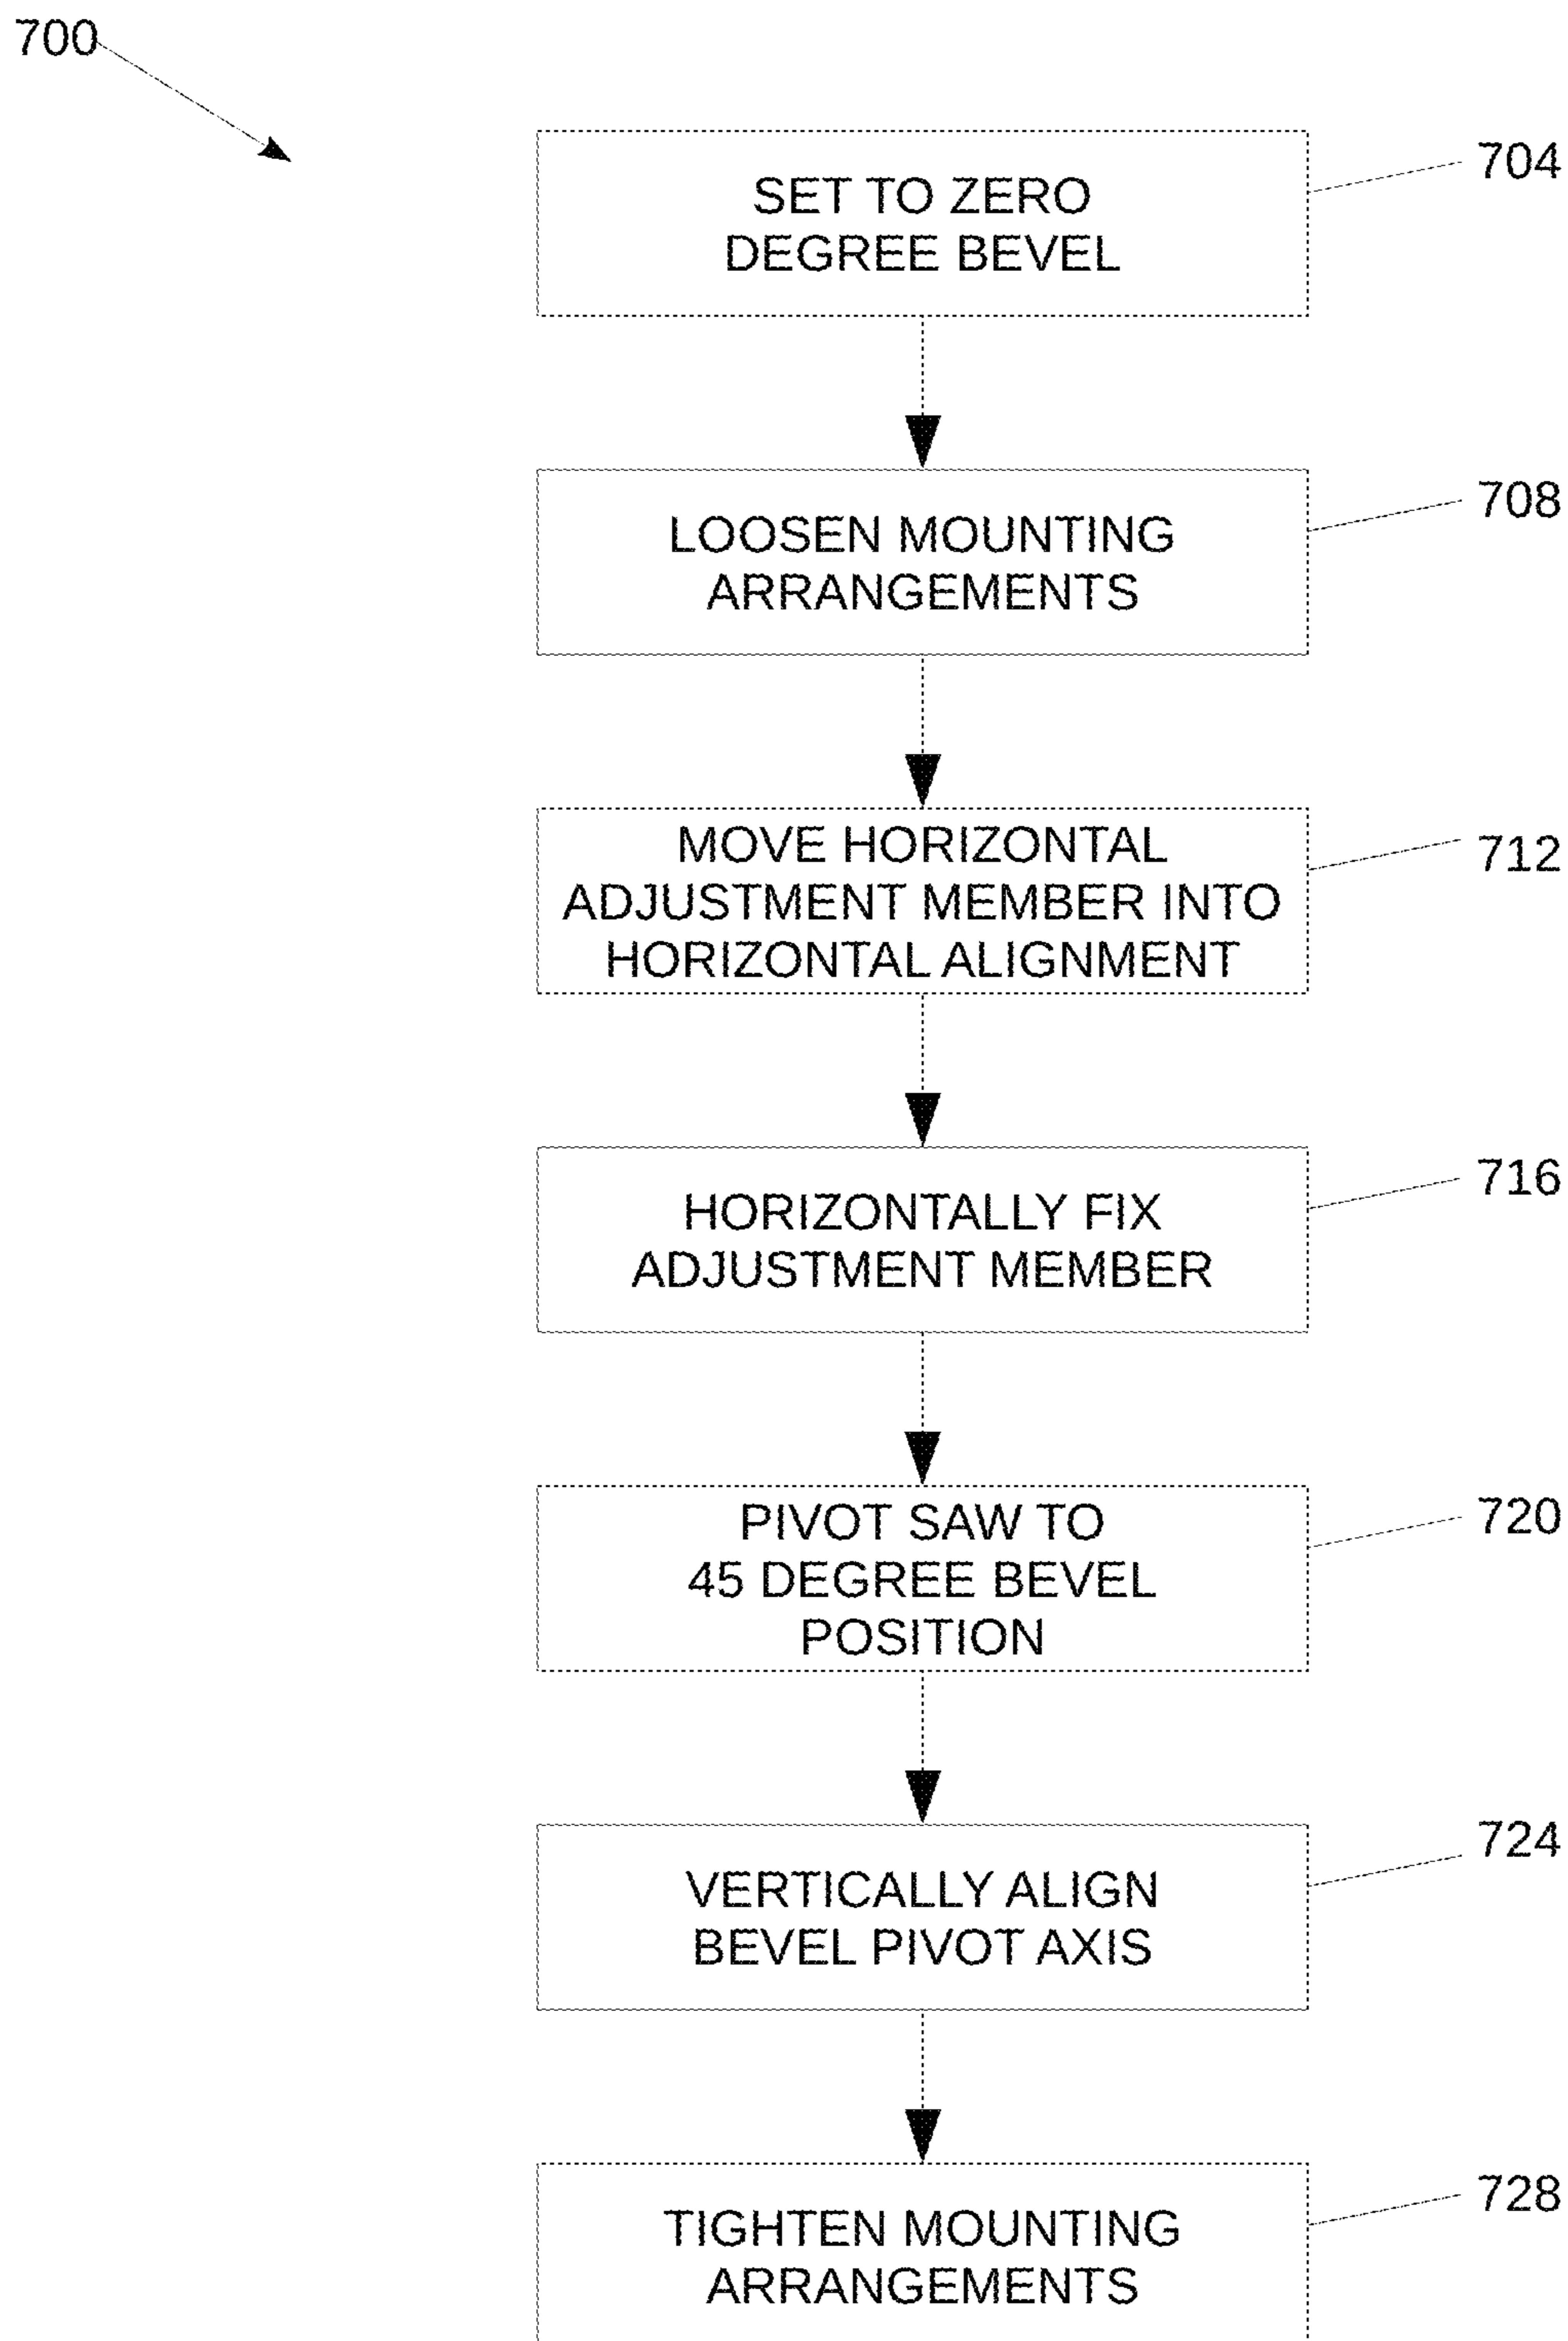 700
SET TO ZERO
DEGREE BEVEL
704
LOOSEN MOUNTING
ARRANGEMENTS
708
MOVE HORIZONTAL
ADJUSTMENT MEMBER INTO
HORIZONTAL ALIGNMENT
712
HORIZONTALLY FIX
ADJUSTMENT MEMBER
716
PIVOT SAW TO
45 DEGREE BEVEL
POSITION
720
VERTICALLY ALIGN
BEVEL PIVOT AXIS
724
TIGHTEN MOUNTING
ARRANGEMENTS
728